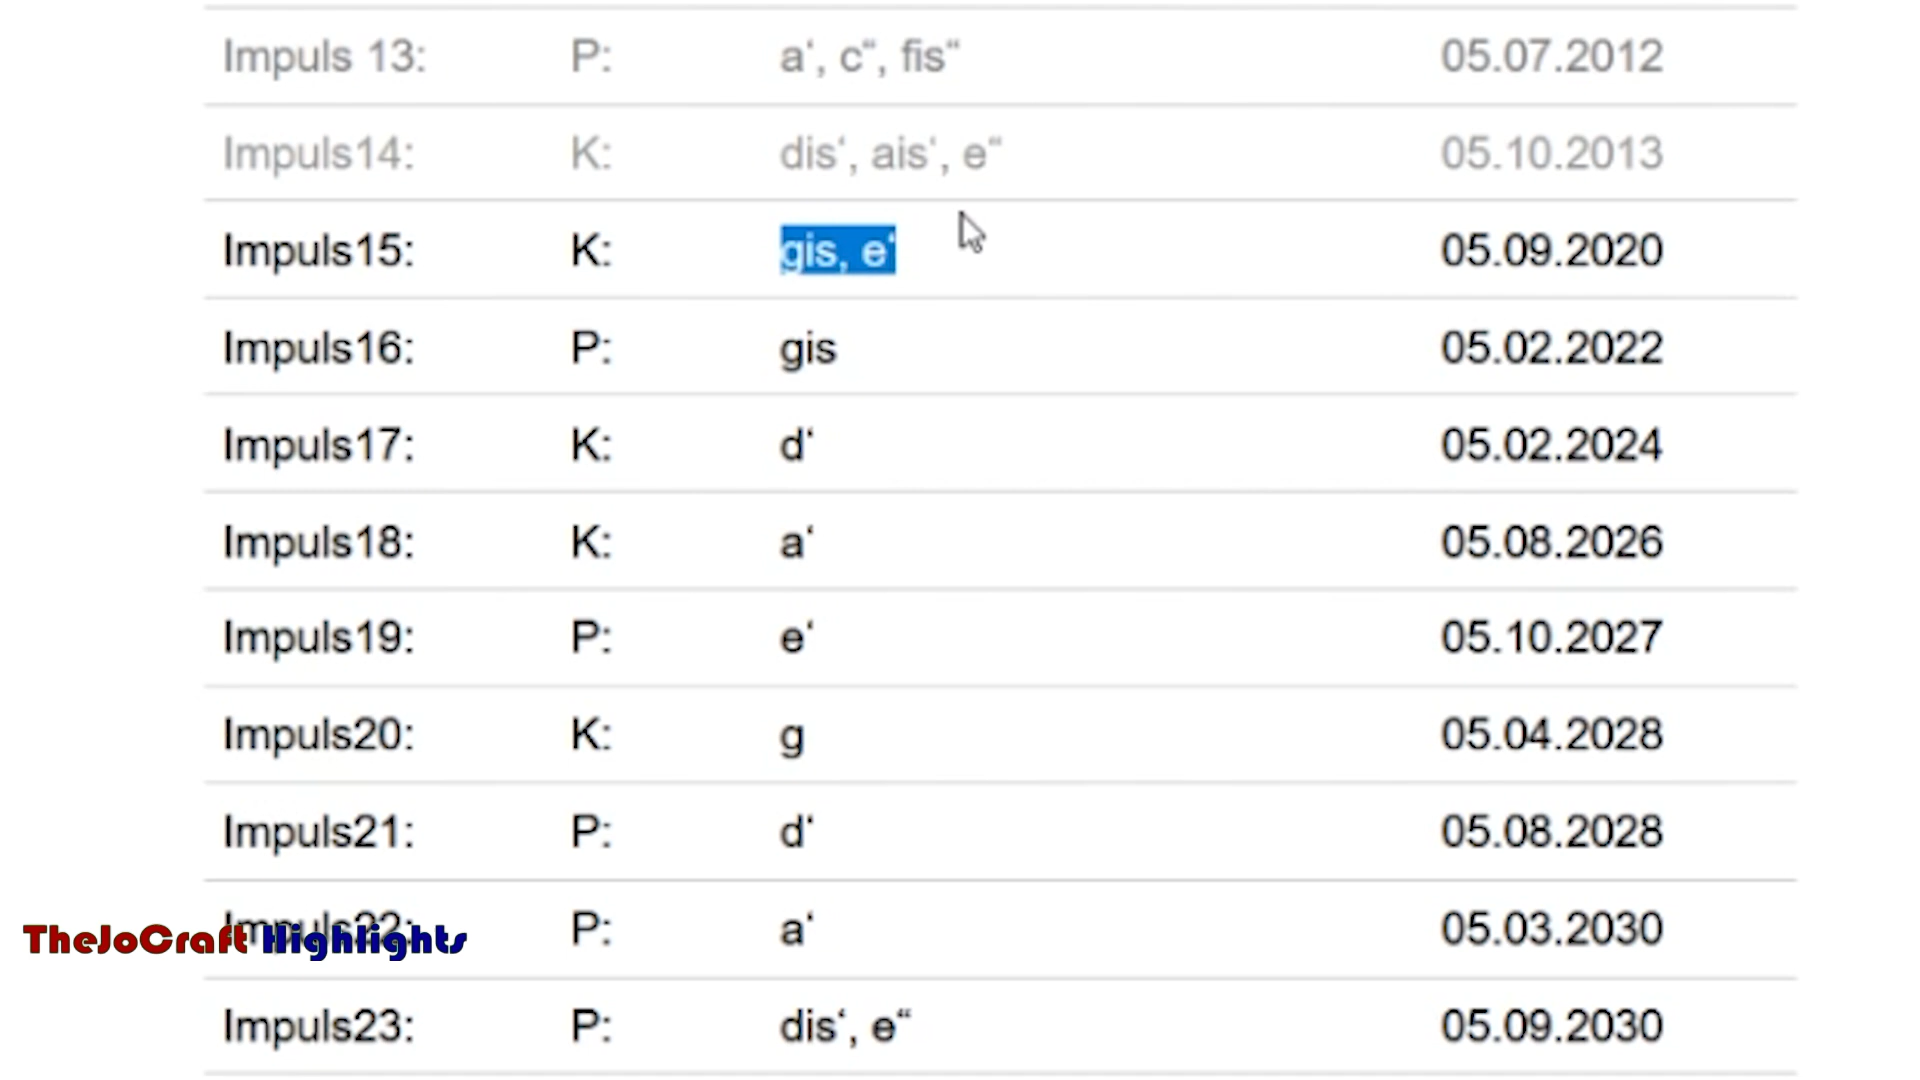 Impuls 13: P: a‘, c“, fis“ 05.07.2012
Impuls14: K: dis‘, ais‘, e“ 05.10.2013
Impuls15: K: gis, e‘ 05.09.2020
Impuls16: P: gis 05.02.2022
Impuls17: K: d‘ 05.02.2024
Impuls18: K: a‘ 05.08.2026
Impuls19: P: e‘ 05.10.2027
Impuls20: K: g 05.04.2028
Impuls21: P: d‘ 05.08.2028
Impuls22: P: a‘ 05.03.2030
TheJoCraft Highlights
Impuls23: P: dis‘, e“ 05.09.2030